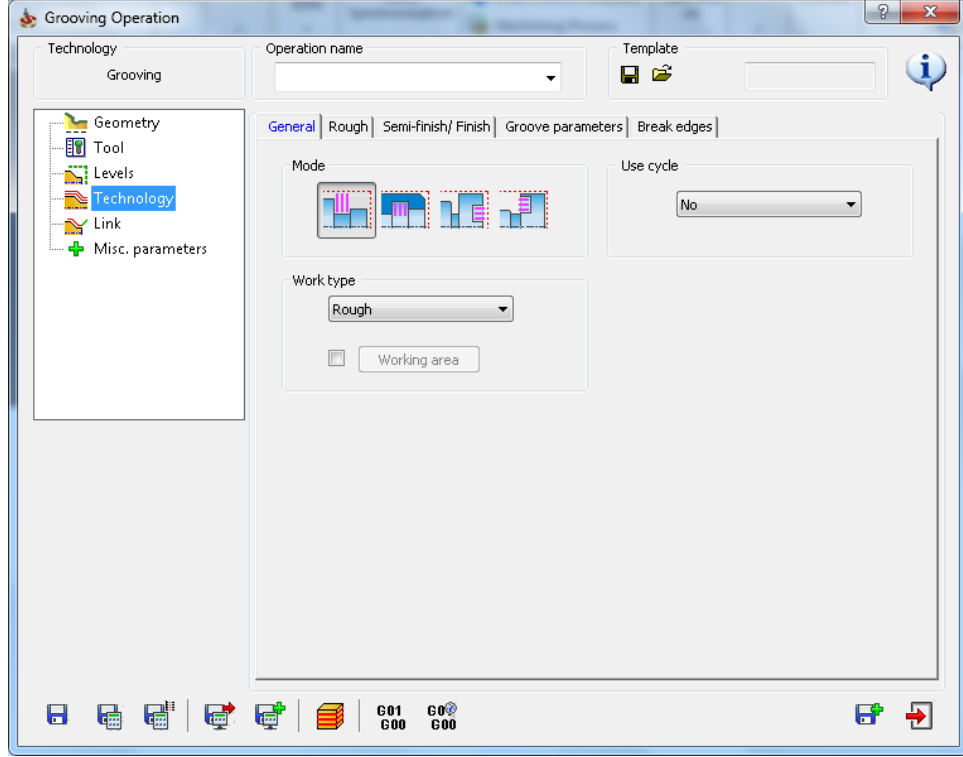 Grooving Operation
Technology
Grooving
Operation name
Template
Geometry
Tool
Levels
Technology
Link
Misc. parameters
General
Rough
Semi-finish/ Finish
Groove parameters
Break edges
Mode
Use cycle
No
Work type
Rough
Working area
G01
G00
G00
G00